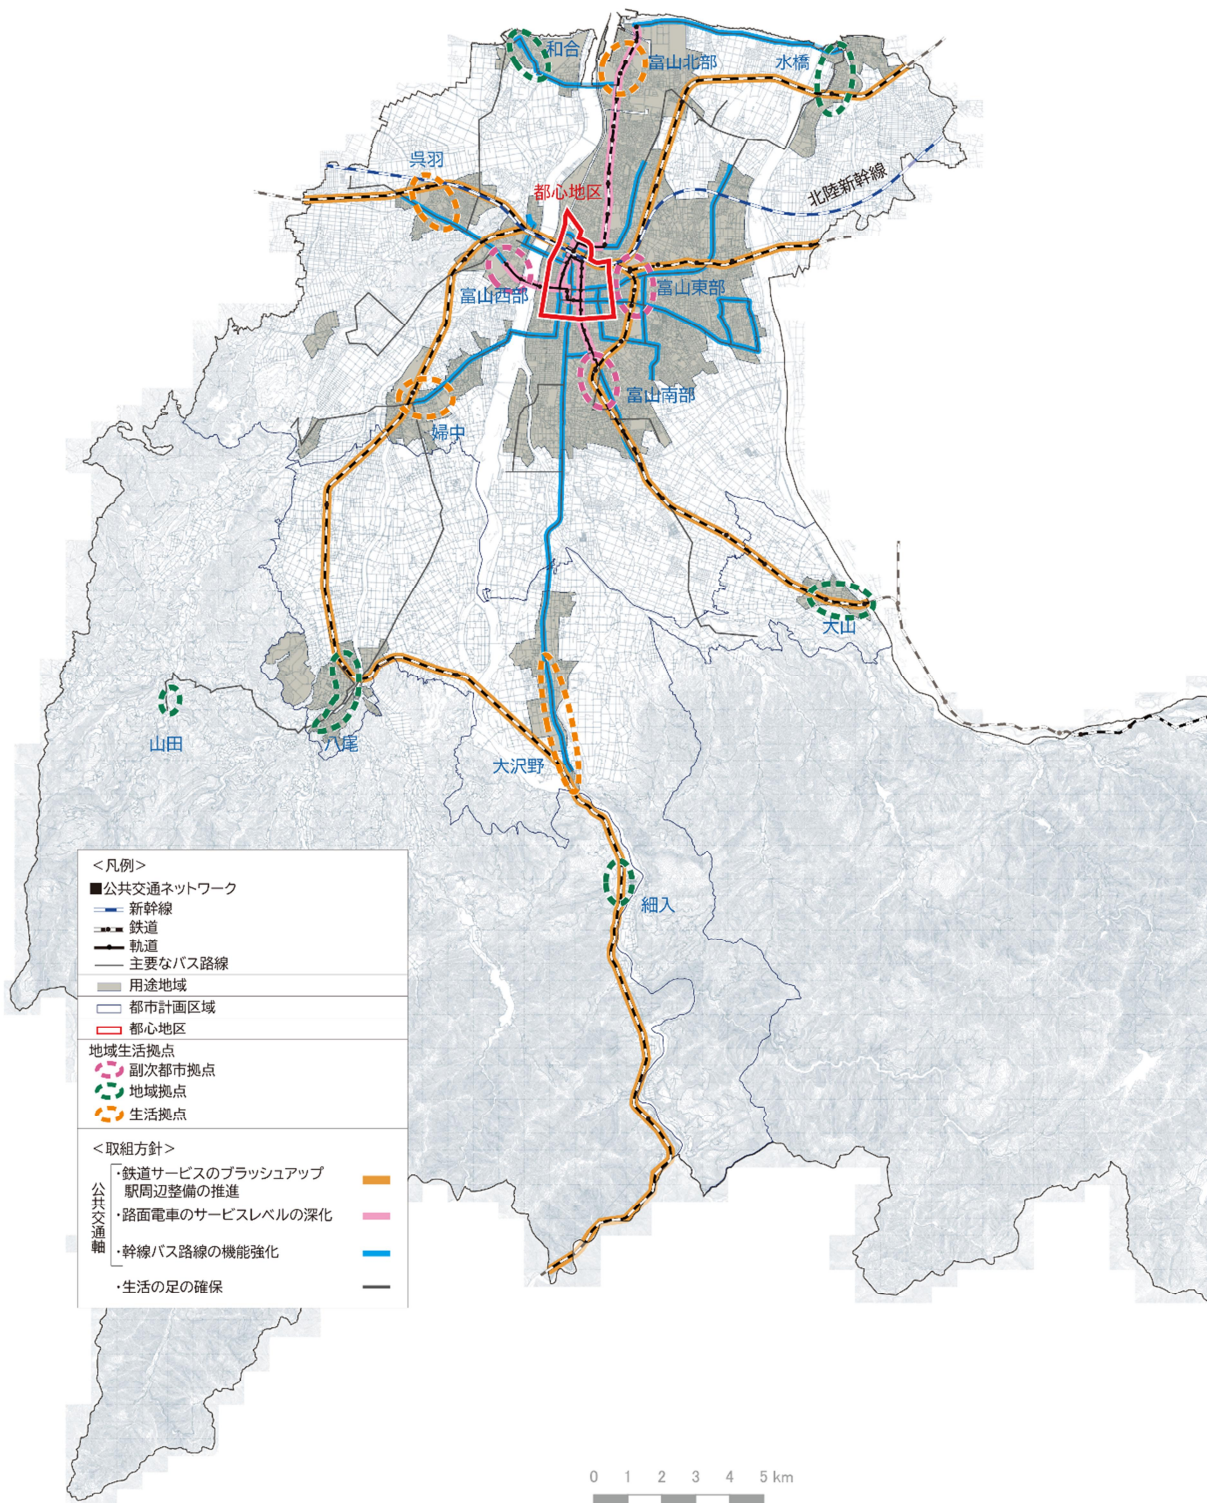 和合
富山北部
水橋
呉羽
都心地区
北陸新幹線
富山西部
富山東部
富山南部
婦中
大山
山田
八尾
大沢野
細入
＜凡例＞
■公共交通ネットワーク
新幹線
鉄道
軌道
主要なバス路線
用途地域
都市計画区域
都心地区
地域生活拠点
副次都市拠点
地域拠点
生活拠点
＜取組方針＞
公共交通軸
・鉄道サービスのブラッシュアップ
駅周辺整備の推進
・路面電車のサービスレベルの深化
・幹線バス路線の機能強化
・生活の足の確保
0 1 2 3 4 5 km